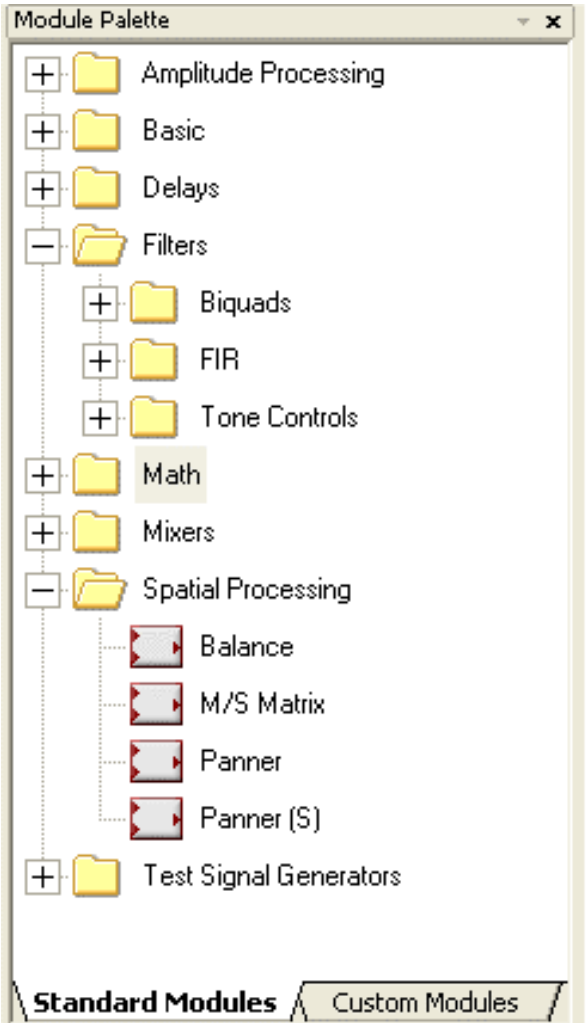 Module Palette
Amplitude Processing
Basic
Delays
Filters
Biquads
FIR
Tone Controls
Math
Mixers
Spatial Processing
Balance
M/S Matrix
Panner
Panner (S)
Test Signal Generators
Standard Modules Custom Modules